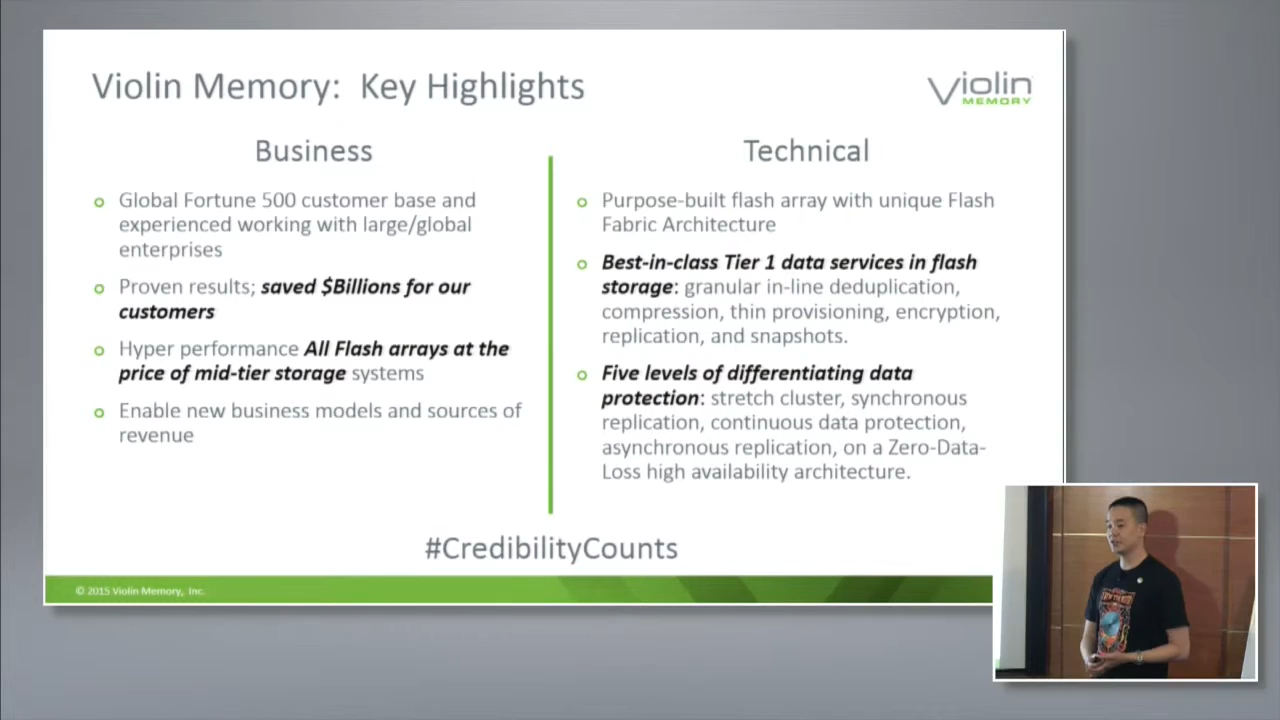 Violin Memory: Key Highlights
Violin
MEMORY
Business
Global Fortune 500 customer base and
experienced working with large/global
enterprises
Proven results; saved $Billions for our
customers
Hyper performance All Flash arrays at the
price of mid-tier storage systems
Enable new business models and sources of
revenue
Technical
Purpose-built flash array with unique Flash
Fabric Architecture
Best-in-class Tier 1 data services in flash
storage: granular in-line deduplication,
compression, thin provisioning, encryption,
replication, and snapshots.
Five levels of differentiating data
protection: stretch cluster, synchronous
replication, continuous data protection,
asynchronous replication, on a Zero-Data-
Loss high availability architecture.
#CredibilityCounts
© 2015 Violin Memory, Inc.